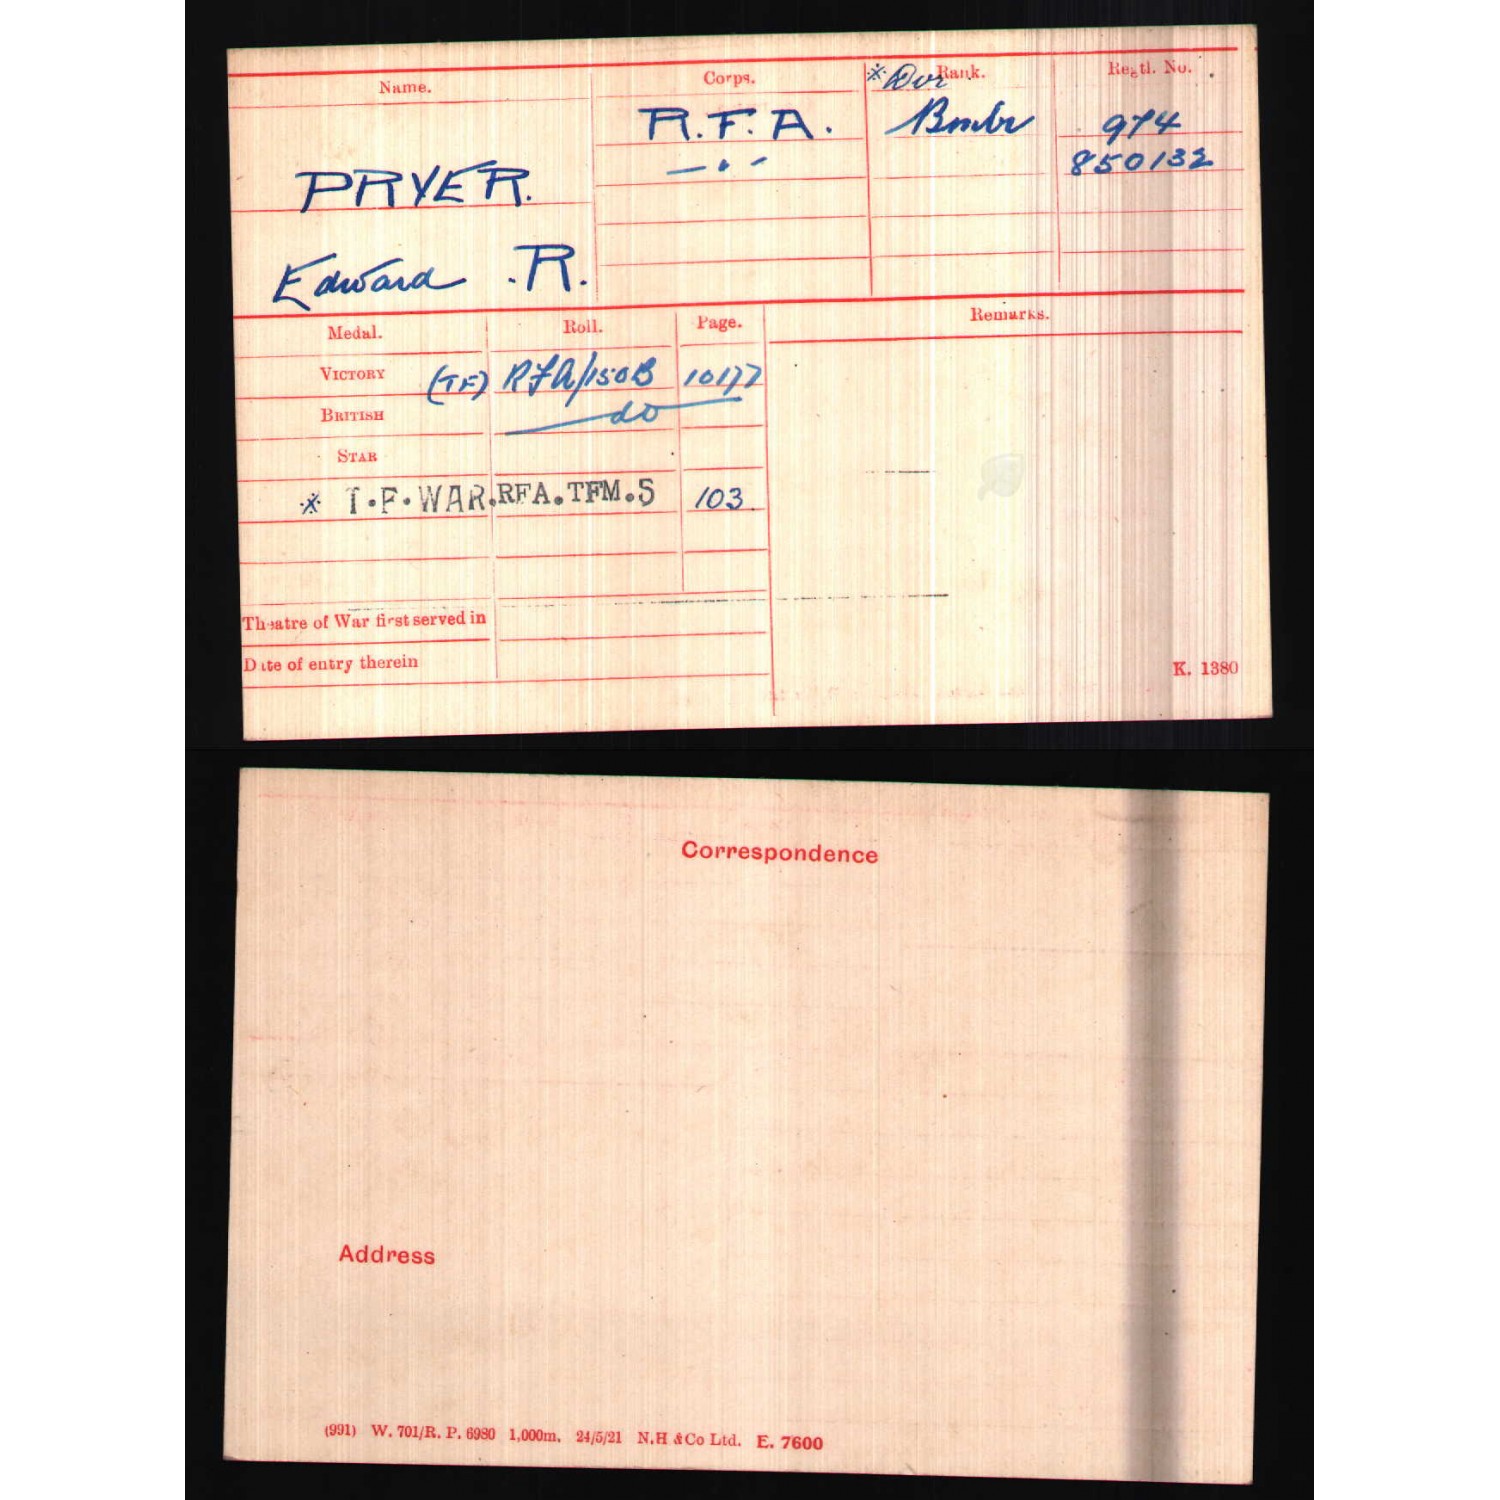 Name. Corps. Rank. Regtl. No.
* Dvr
PRYER. R.F.A. Bmbr 974
— • — 850132
Edward .R.
Medal. Roll. Page. Remarks.
VICTORY (TF) RFA/150B 10177
BRITISH do
STAR
* T.F.WAR.RFA.TFM.5 103
Theatre of War first served in
Date of entry therein
K. 1380
Correspondence
Address
(991) W. 701/R. P. 6980 1,000m. 24/5/21 N.H & Co Ltd. E. 7600